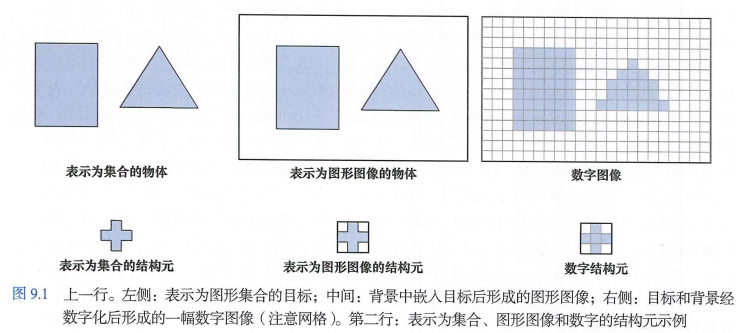 表示为集合的物体
表示为图形图像的物体
数字图像
表示为集合的结构元
表示为图形图像的结构元
数字结构元
图 9.1 上一行。左侧：表示为图形集合的目标；中间：背景中嵌入目标后形成的图形图像；右侧：目标和背景经
数字化后形成的一幅数字图像（注意网格）。第二行：表示为集合、图形图像和数字的结构元示例